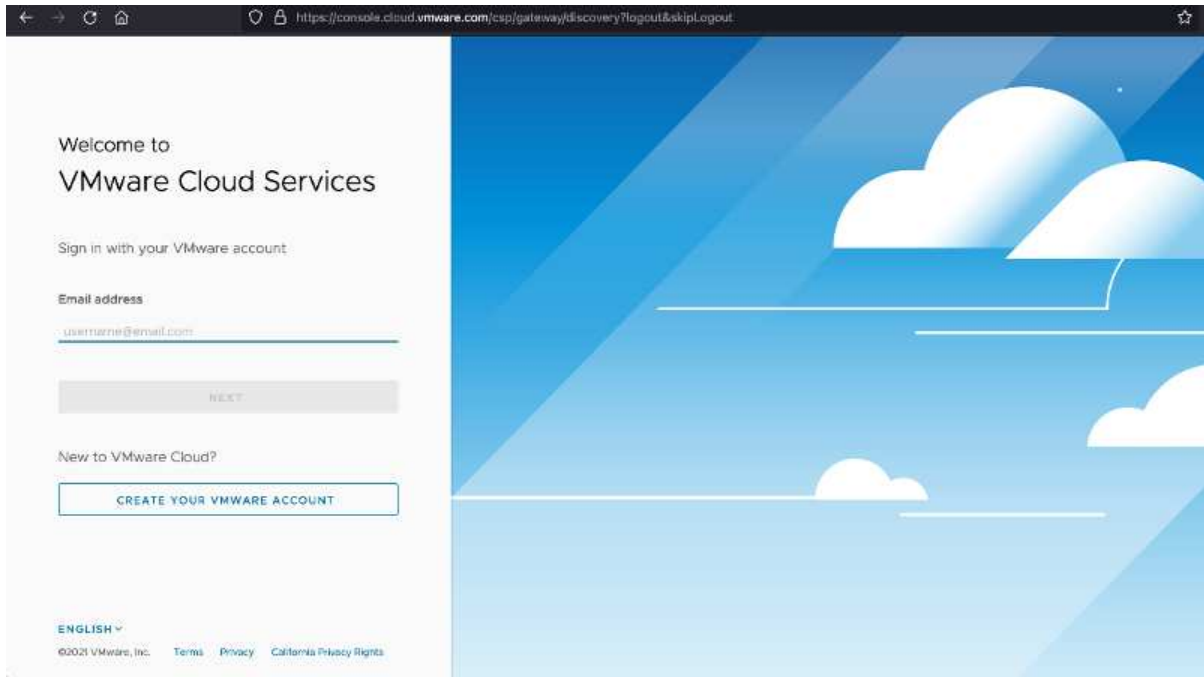 https://console.cloud.vmware.com/csp/gateway/discovery?logout&skipLogout
Welcome to
VMware Cloud Services
Sign in with your VMware account
Email address
username@email.com
NEXT
New to VMware Cloud?
CREATE YOUR VMWARE ACCOUNT
ENGLISH
©2021 VMware, Inc. Terms Privacy California Privacy Rights